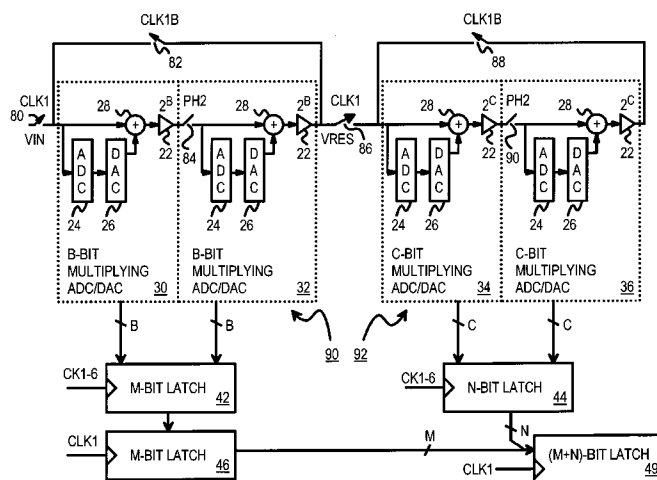 CLK1B
82
CLK1B
88
CLK1
80
VIN
28
2B
22
PH2
84
28
2B
22
CLK1
VRES
86
28
2C
22
PH2
90
28
2C
22
ADC
DAC
24
26
ADC
DAC
24
26
ADC
DAC
24
26
ADC
DAC
24
26
B-BIT
MULTIPLYING
ADC/DAC
30
B-BIT
MULTIPLYING
ADC/DAC
32
C-BIT
MULTIPLYING
ADC/DAC
34
C-BIT
MULTIPLYING
ADC/DAC
36
B
B
90
92
C
C
CK1-6
M-BIT LATCH
42
CK1-6
N-BIT LATCH
44
CLK1
M-BIT LATCH
46
M
N
CLK1
(M+N)-BIT LATCH
49